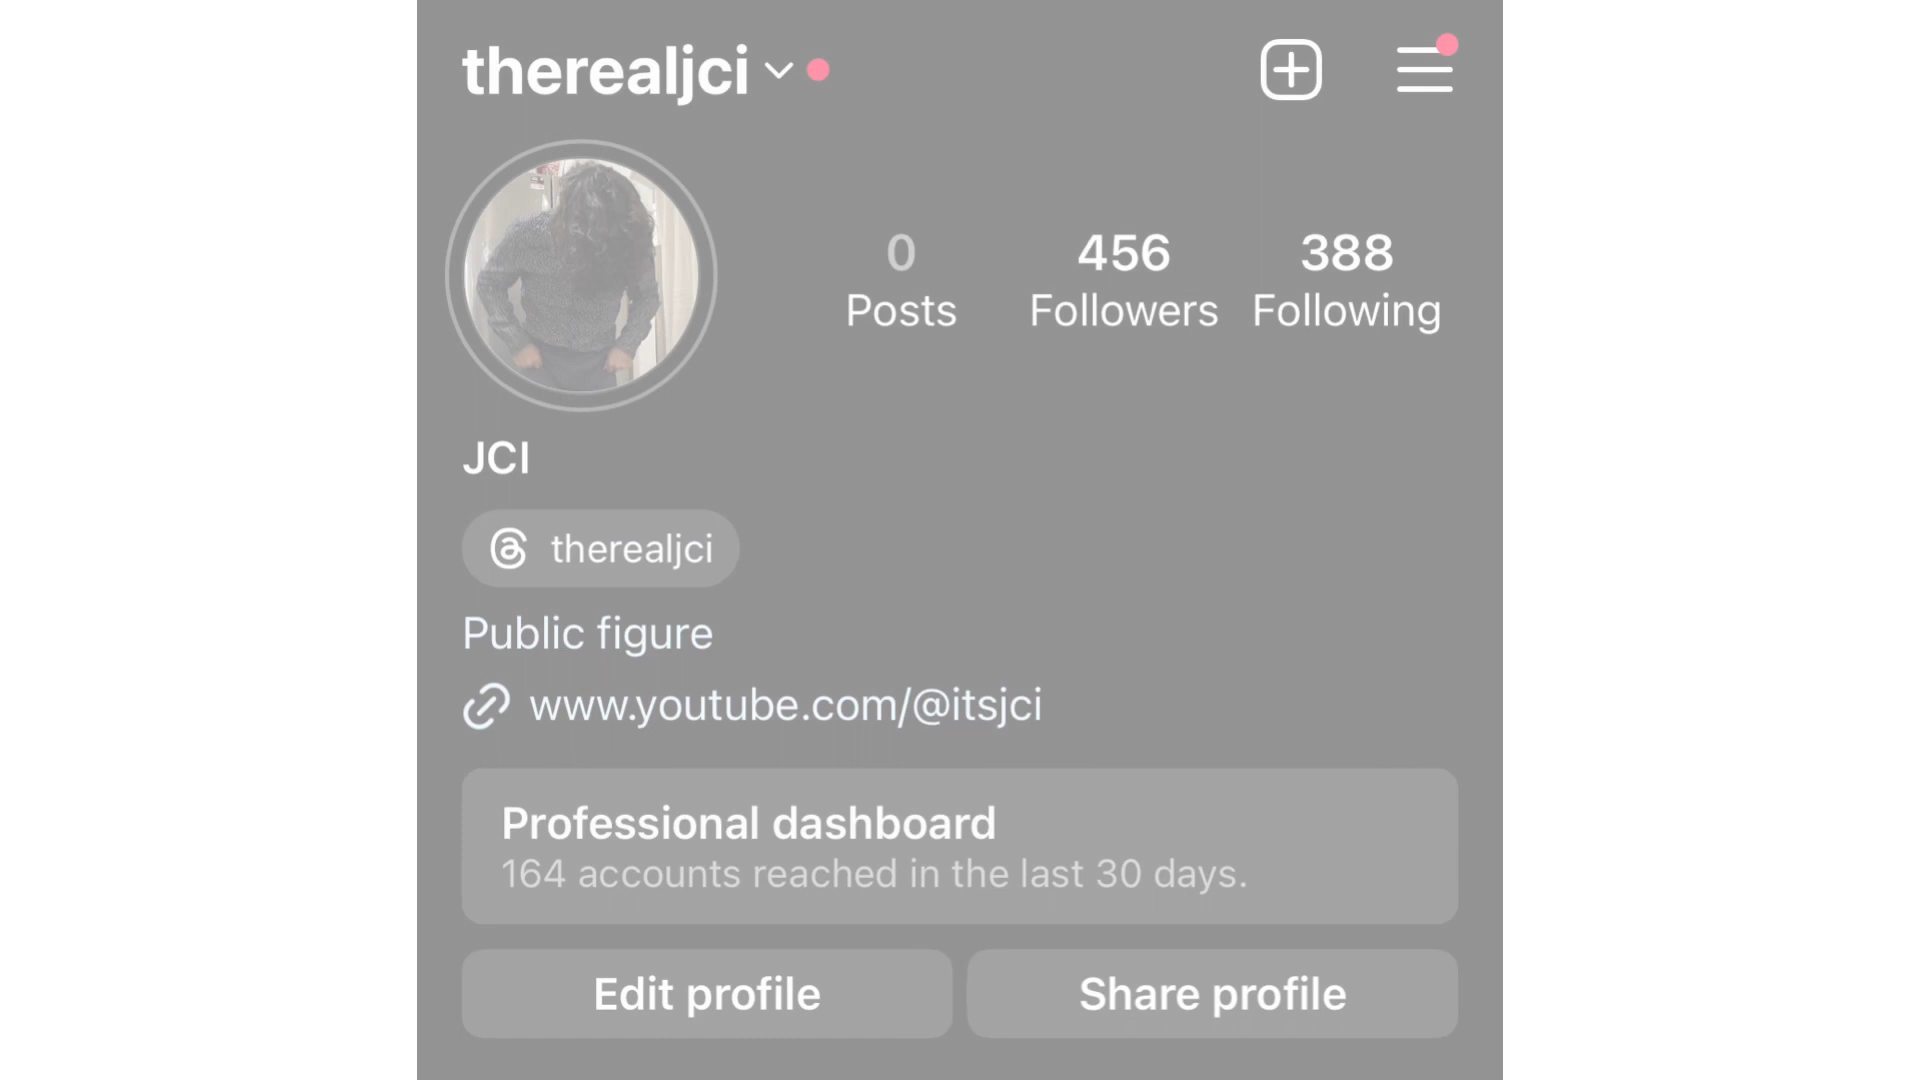 therealjci
0 456 388
Posts Followers Following
JCI
therealjci
Public figure
www.youtube.com/@itsjci
Professional dashboard
164 accounts reached in the last 30 days.
Edit profile Share profile